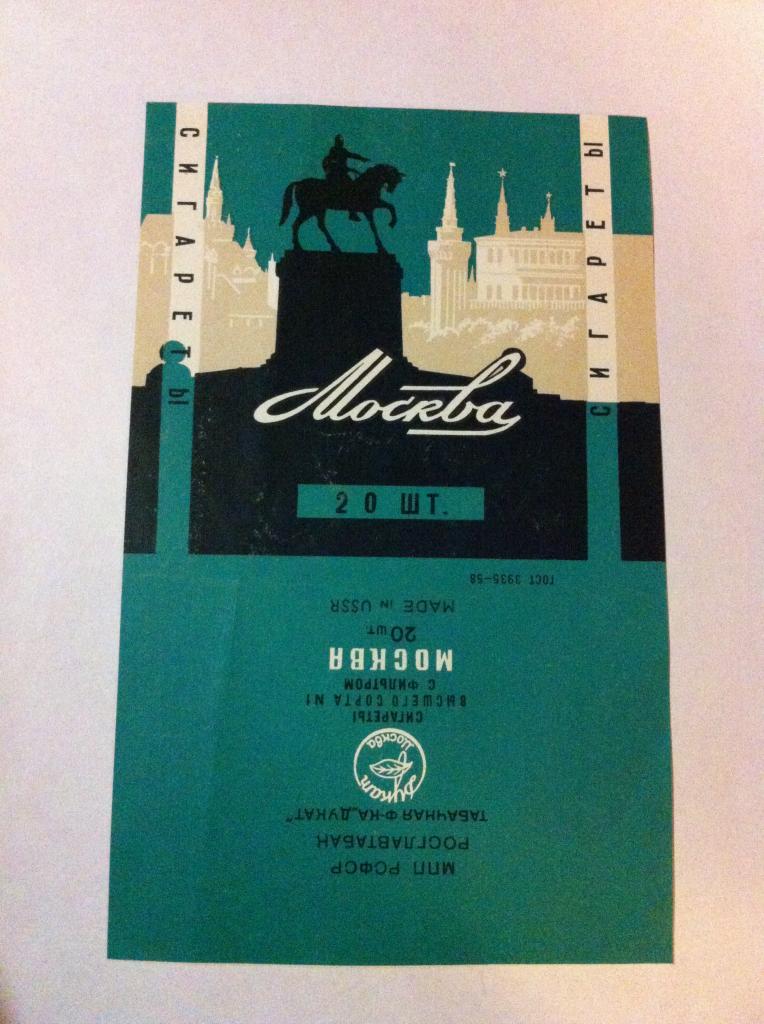 СИГАРЕТЫ
СИГАРЕТЫ
Москва
20 ШТ.
МПП РСФСР
РОСГЛАВТАБАК
ТАБАЧНАЯ Ф-КА „ДУКАТ"
Дукат
МОСКВА
СИГАРЕТЫ
ВЫСШЕГО СОРТА №1
С ФИЛЬТРОМ
МОСКВА
20 ШТ.
MADE IN USSR
ГОСТ 3935-58